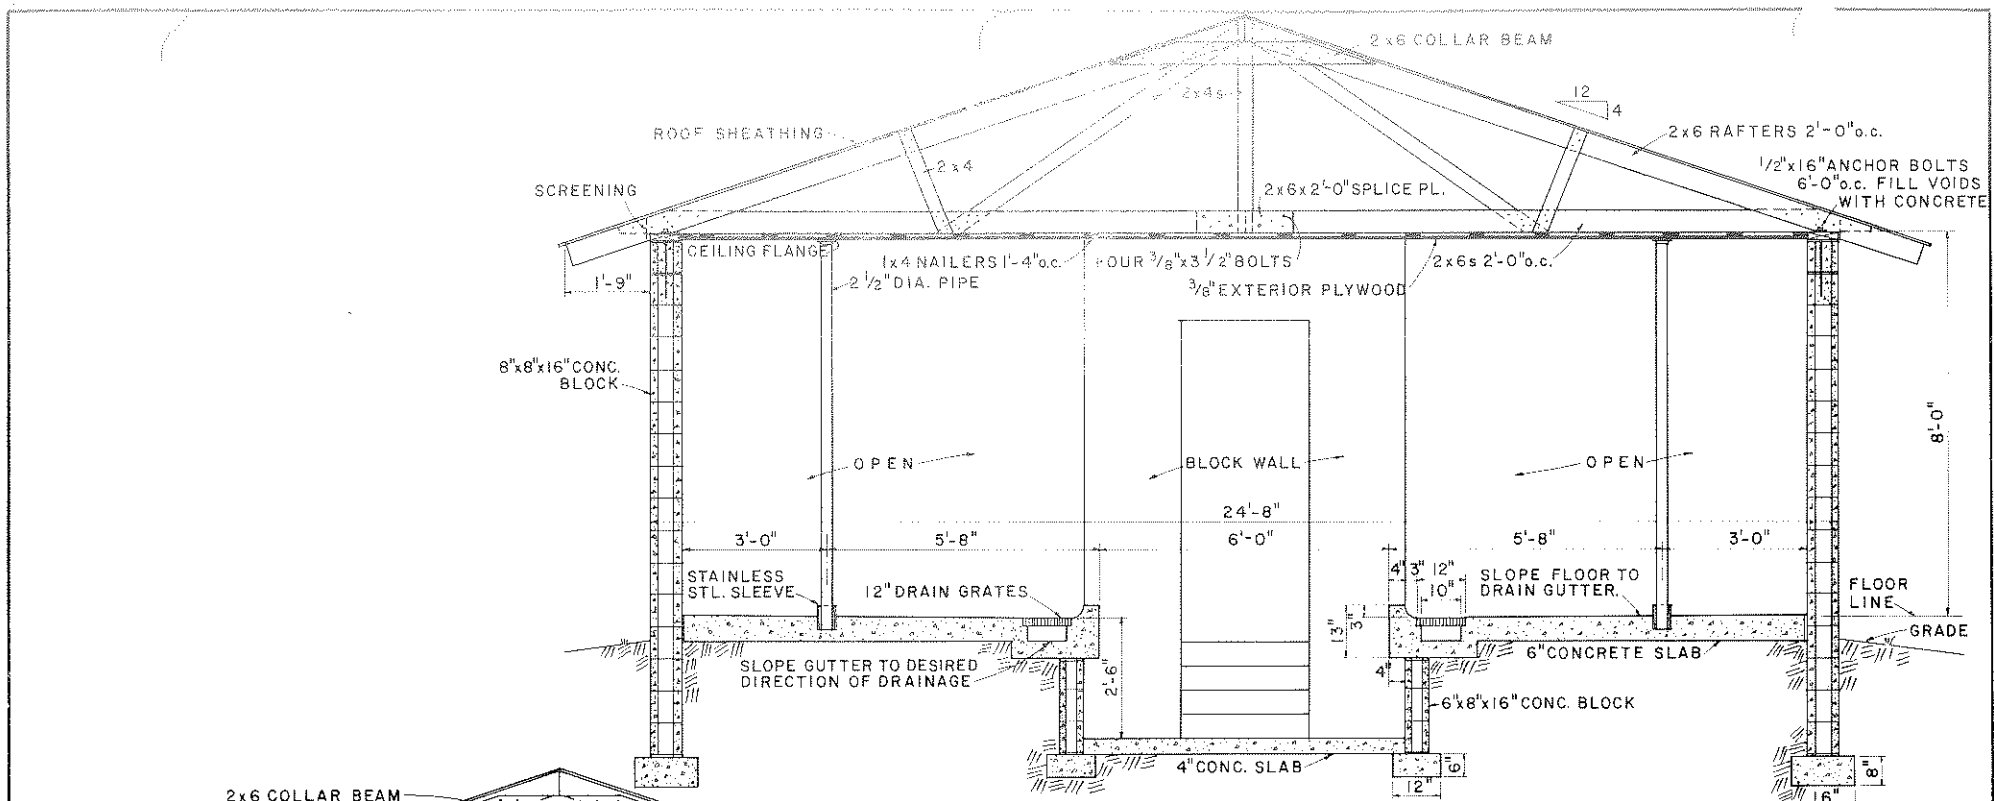 2x6 COLLAR BEAM
12
4
2x4s
ROOF SHEATHING
2x4
2x6 RAFTERS 2'-0" o.c.
1/2"x16" ANCHOR BOLTS
6'-0" o.c. FILL VOIDS
WITH CONCRETE
SCREENING
2x6x2'-0" SPLICE PL.
CEILING FLANGE
1x4 NAILERS 1'-4" o.c.
FOUR 3/8"x3 1/2" BOLTS
2x6s 2'-0" o.c.
1'-9"
2 1/2" DIA. PIPE
3/8" EXTERIOR PLYWOOD
8"x8"x16" CONC.
BLOCK
8'-0"
OPEN
BLOCK WALL
OPEN
24'-8"
3'-0"
5'-8"
6'-0"
5'-8"
3'-0"
STAINLESS
STL. SLEEVE
12" DRAIN GRATES
4"
3"
12"
10"
SLOPE FLOOR TO
DRAIN GUTTER.
FLOOR
LINE
13"
3"
GRADE
SLOPE GUTTER TO DESIRED
DIRECTION OF DRAINAGE
2'-6"
4"
6" CONCRETE SLAB
6"x8"x16" CONC. BLOCK
4" CONC. SLAB
6"
12"
8"
16"
2x6 COLLAR BEAM